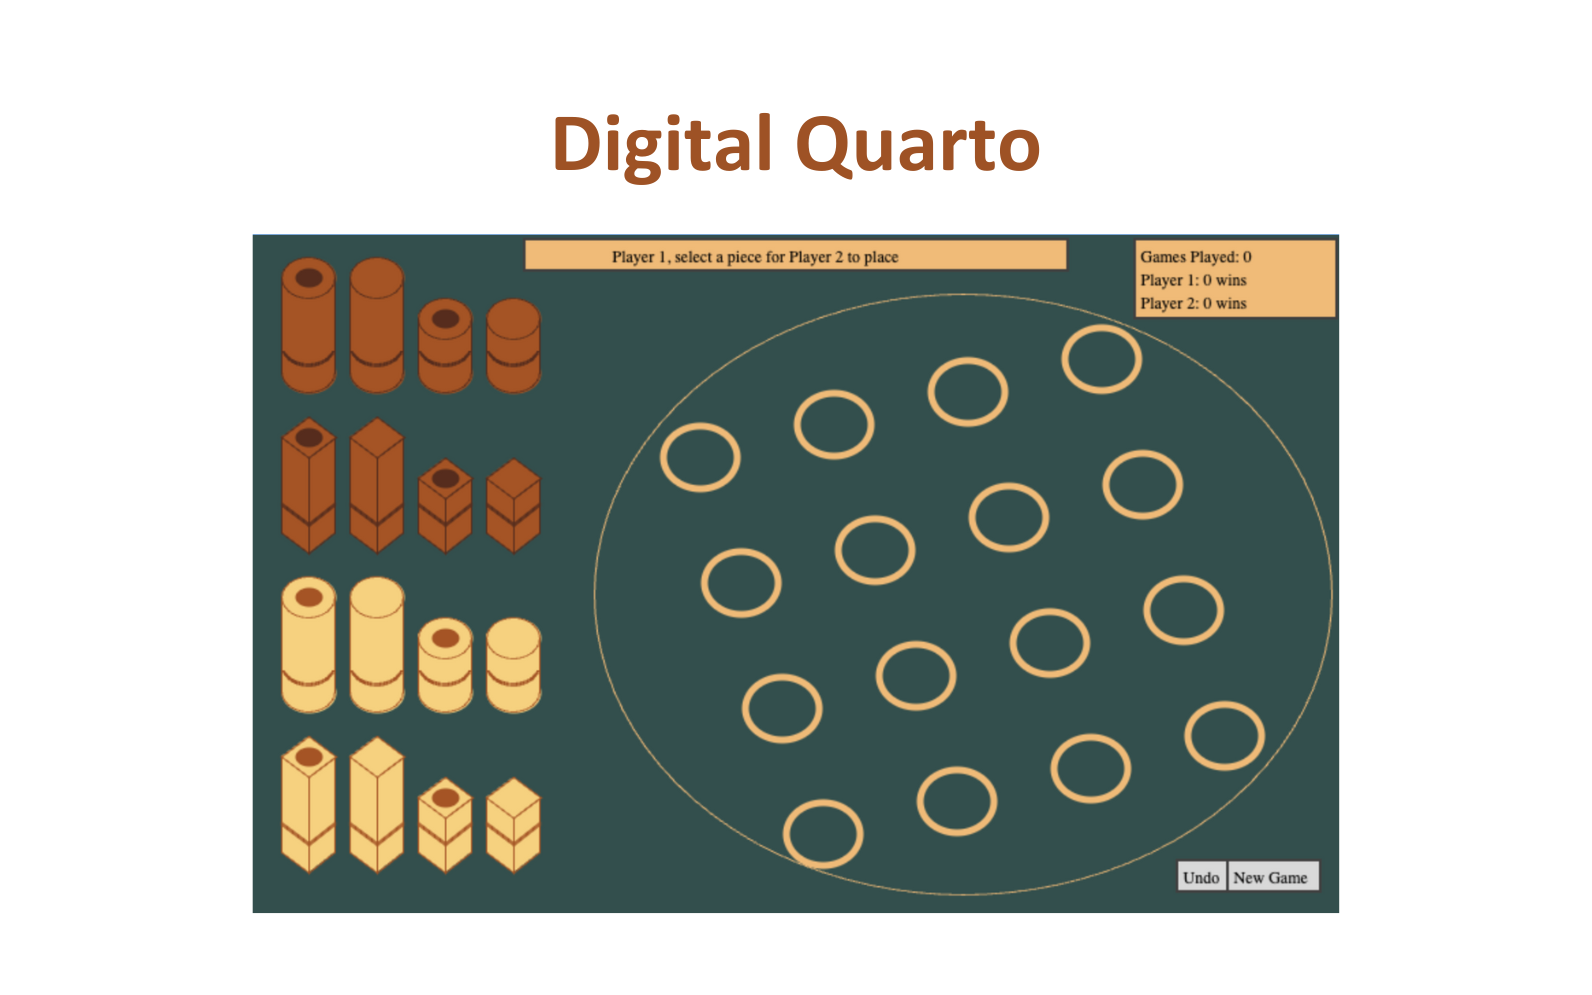 Digital Quarto
Player 1, select a piece for Player 2 to place
Games Played: 0
Player 1: 0 wins
Player 2: 0 wins
Undo
New Game